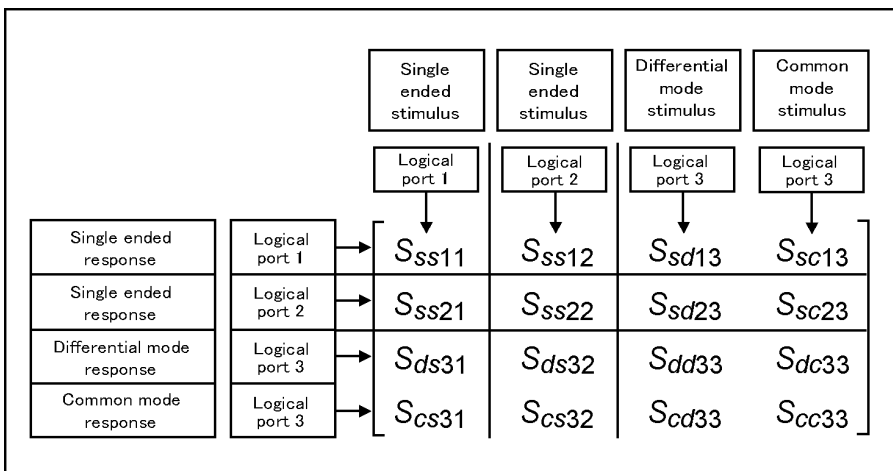 Single ended stimulus
Single ended stimulus
Differential mode stimulus
Common mode stimulus
Logical port 1
Logical port 2
Logical port 3
Logical port 3
Single ended response
Logical port 1
Sss11 Sss12 Ssd13 Ssc13
Single ended response
Logical port 2
Sss21 Sss22 Ssd23 Ssc23
Differential mode response
Logical port 3
Sds31 Sds32 Sdd33 Sdc33
Common mode response
Logical port 3
Scs31 Scs32 Scd33 Scc33